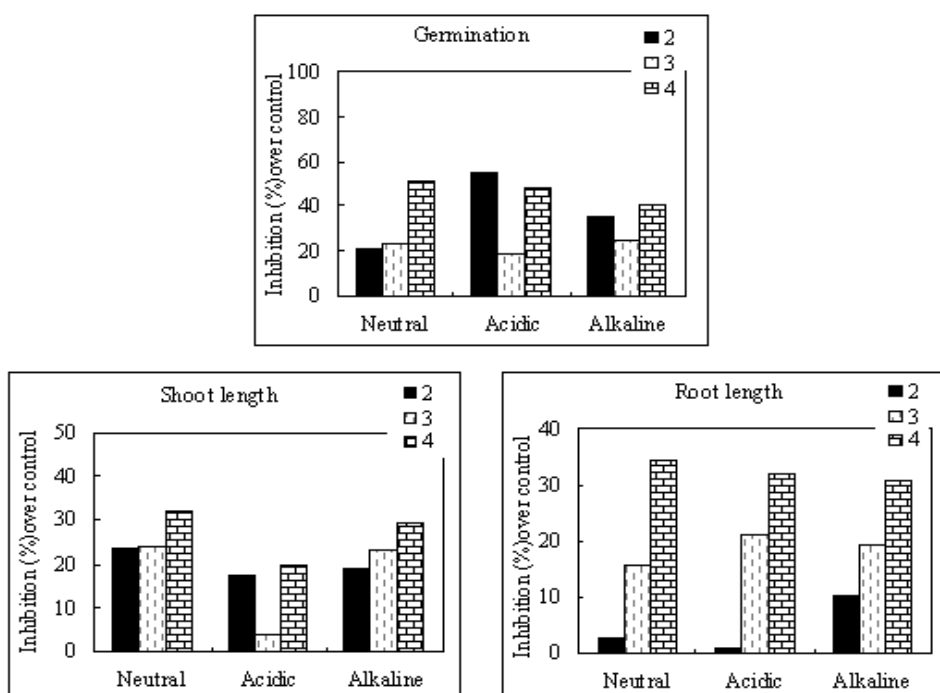 Germination
2
3
4
Inhibition (%) over control
100
80
60
40
20
0
Neutral Acidic Alkaline
Shoot length
2
3
4
Inhibition (%) over control
50
40
30
20
10
0
Neutral Acidic Alkaline
Root length
2
3
4
Inhibition (%) over control
40
30
20
10
0
Neutral Acidic Alkaline